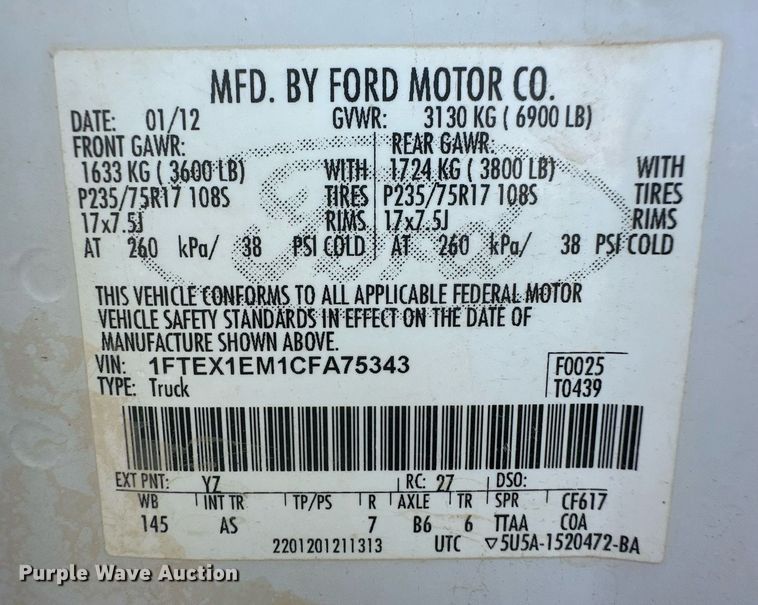 MFD. BY FORD MOTOR CO.
DATE: 01/12 GVWR: 3130 KG ( 6900 LB)
FRONT GAWR: REAR GAWR:
1633 KG ( 3600 LB) WITH 1724 KG ( 3800 LB) WITH
P235/75R17 108S TIRES P235/75R17 108S TIRES
17x7.5J RIMS 17x7.5J RIMS
AT 260 kPa/ 38 PSI COLD AT 260 kPa/ 38 PSI COLD
Ford
THIS VEHICLE CONFORMS TO ALL APPLICABLE FEDERAL MOTOR
VEHICLE SAFETY STANDARDS IN EFFECT ON THE DATE OF
MANUFACTURE SHOWN ABOVE.
VIN: 1FTEX1EM1CFA75343 F0025
TYPE: Truck T0439
EXT PNT: YZ RC: 27 DSO:
WB INT TR TP/PS R AXLE TR SPR CF617
145 AS 7 B6 6 TTAA COA
2201201211313 UTC ▽5U5A-1520472-BA
Purple Wave Auction